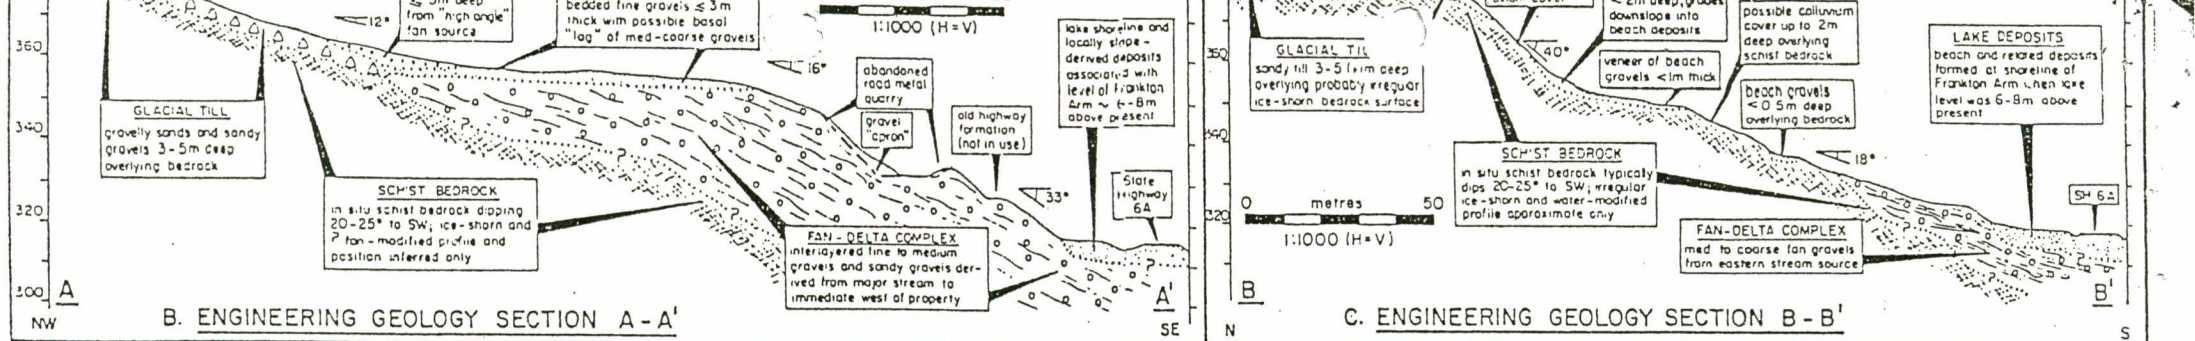 12°
≤ 3m deep
from "high angle"
fan source
bedded fine gravels ≤ 3m
thick with possible basal
"lag" of med-coarse gravels
1:1000 (H=V)
360
340
320
300
16°
33°
GLACIAL TILL
gravelly sands and sandy
gravels 3-5m deep
overlying bedrock
SCHIST BEDROCK
in situ schist bedrock dipping
20-25° to SW; ice-shorn and
? fan-modified profile and
position inferred only
?
?
?
?
abandoned
road metal
quarry
gravel
"apron"
old highway
formation
(not in use)
lake shoreline and
locally slope-
derived deposits
associated with
level of Frankton
Arm ~ 6-8m
above present
State
Highway
6A
FAN-DELTA COMPLEX
interlayered fine to medium
gravels and sandy gravels der-
ived from major stream to
immediate west of property
A
A'
NW
SE
B. ENGINEERING GEOLOGY SECTION A-A'
350
340
320
GLACIAL TILL
sandy till 3-5 deep
overlying probably irregular
ice-shorn bedrock surface
40°
< 2m deep, grades
downslope into
beach deposits
veneer of beach
gravels <1m thick
possible colluvium
cover up to 2m
deep overlying
schist bedrock
beach gravels
<0.5m deep
overlying bedrock
LAKE DEPOSITS
beach and related deposits
formed at shoreline of
Frankton Arm when lake
level was 6-8m above
present
18°
SCHIST BEDROCK
in situ schist bedrock typically
dips 20-25° to SW; irregular
ice-shorn and water-modified
profile approximate only
0 metres 50
1:1000 (H=V)
FAN-DELTA COMPLEX
med to coarse fan gravels
from eastern stream source
SH 6A
?
?
B
B'
N
S
C. ENGINEERING GEOLOGY SECTION B-B'